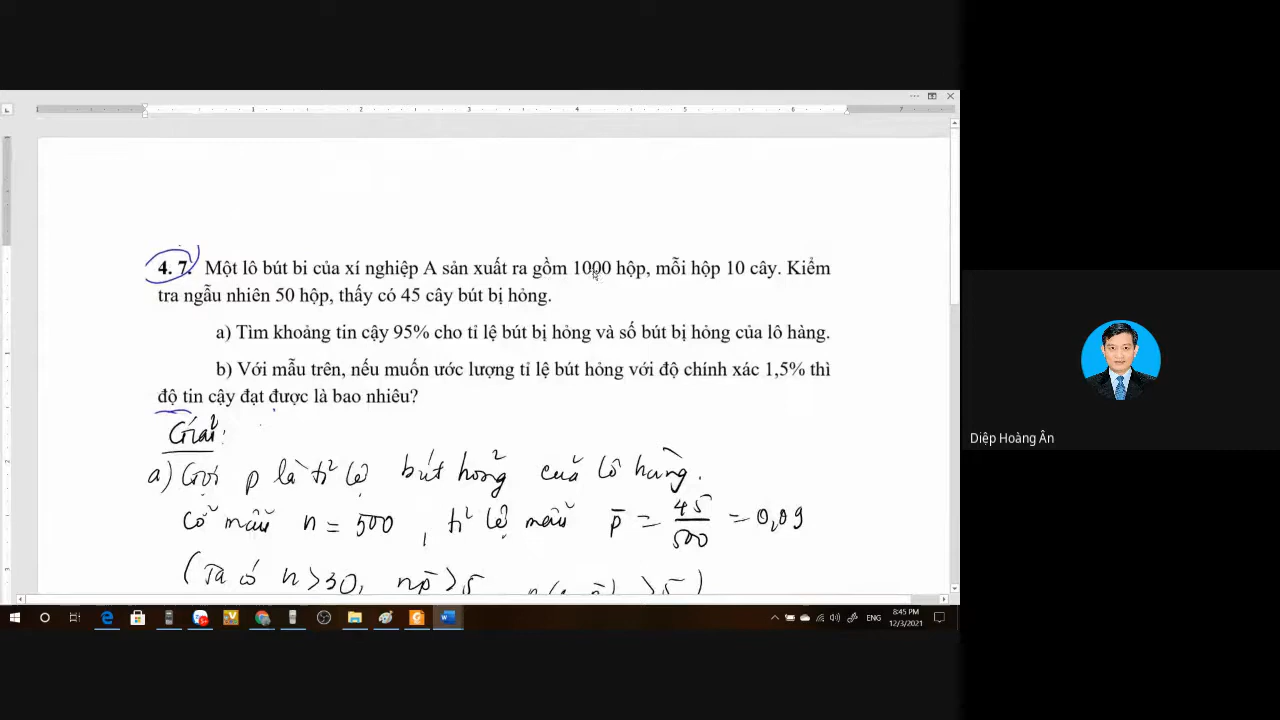 4. 7. Một lô bút bi của xí nghiệp A sản xuất ra gồm 1000 hộp, mỗi hộp 10 cây. Kiểm
tra ngẫu nhiên 50 hộp, thấy có 45 cây bút bị hỏng.
a) Tìm khoảng tin cậy 95% cho tỉ lệ bút bị hỏng và số bút bị hỏng của lô hàng.
b) Với mẫu trên, nếu muốn ước lượng tỉ lệ bút hỏng với độ chính xác 1,5% thì
độ tin cậy đạt được là bao nhiêu?
Giải:
a) Gọi p là tỉ lệ bút hỏng của lô hàng.
cỡ mẫu n = 500, tỉ lệ mẫu p̄ = 45/500 = 0,09
(Ta có n>30, np̄ >5, >5)
Diệp Hoàng Ân
ENG
8:45 PM
12/3/2021